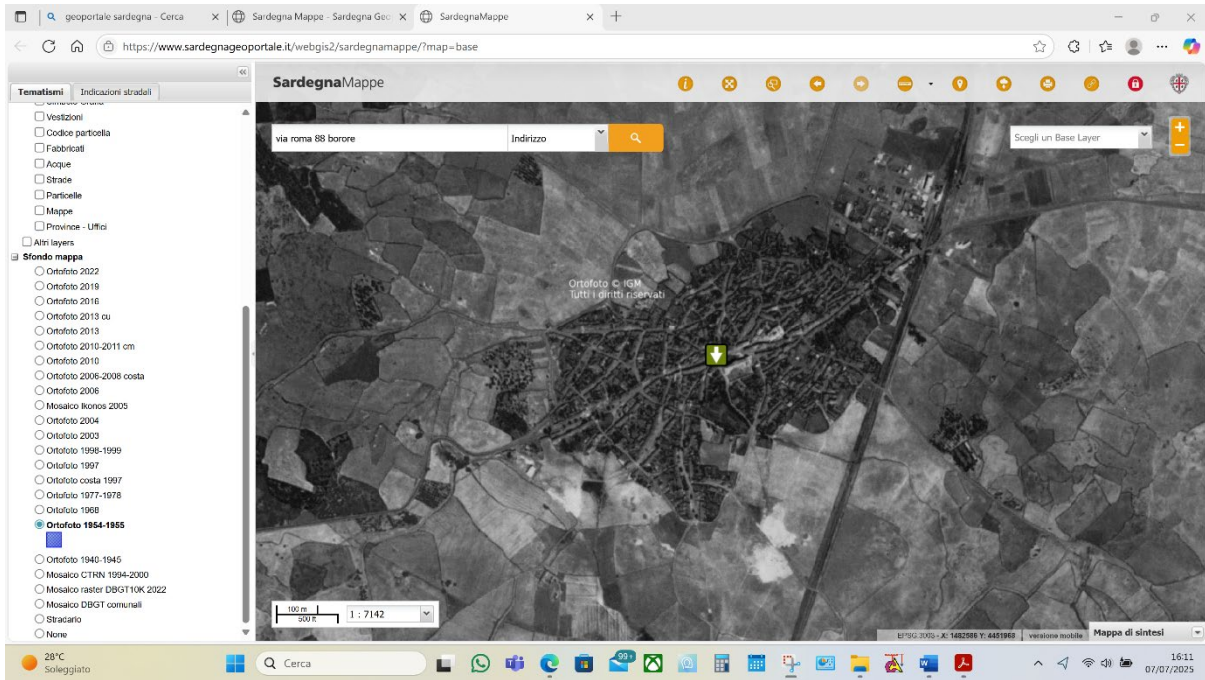 geoportale sardegna - Cerca
Sardegna Mappe - Sardegna Geo
SardegnaMappe
https://www.sardegnageoportale.it/webgis2/sardegnamappe/?map=base
Tematismi
Indicazioni stradali
SardegnaMappe
via roma 88 borore
Indirizzo
Scegli un Base Layer
+
−
Vestizioni
Codice particella
Fabbricati
Acque
Strade
Particelle
Mappe
Province - Uffici
Altri layers
Sfondo mappa
Ortofoto 2022
Ortofoto 2019
Ortofoto 2016
Ortofoto 2013 cu
Ortofoto 2013
Ortofoto 2010-2011 cm
Ortofoto 2010
Ortofoto 2006-2008 costa
Ortofoto 2006
Mosaico Ikonos 2005
Ortofoto 2004
Ortofoto 2003
Ortofoto 1998-1999
Ortofoto 1997
Ortofoto costa 1997
Ortofoto 1977-1978
Ortofoto 1968
Ortofoto 1954-1955
Ortofoto 1940-1945
Mosaico CTRN 1994-2000
Mosaico raster DBGT10K 2022
Mosaico DBGT comunali
Stradario
None
Ortofoto © IGM
Tutti i diritti riservati
100 m
500 ft
1 : 7142
EPSG:3003 - X: 1482586 Y: 4451968
versione mobile
Mappa di sintesi
28°C
Soleggiato
Cerca
99+
16:11
07/07/2025